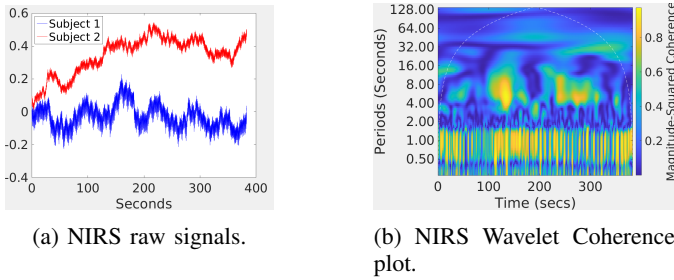 0.6
0.4
0.2
0
-0.2
-0.4
Subject 1
Subject 2
0 100 200 300 400
Seconds
(a) NIRS raw signals.
128.00
64.00
32.00
16.00
8.00
4.00
2.00
1.00
0.50
Periods (Seconds)
0 100 200 300
Time (secs)
0.8
0.6
0.4
0.2
Magnitude-Squared Coherence
(b) NIRS Wavelet Coherence
plot.